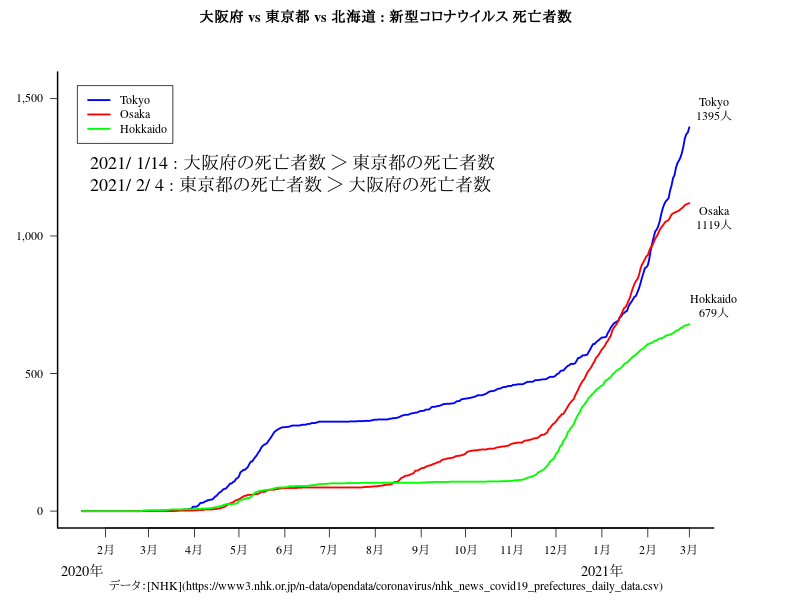 大阪府 vs 東京都 vs 北海道 : 新型コロナウイルス 死亡者数
Tokyo
Osaka
Hokkaido
2021/ 1/14 : 大阪府の死亡者数 ＞ 東京都の死亡者数
2021/ 2/ 4 : 東京都の死亡者数 ＞ 大阪府の死亡者数
Tokyo
1395人
Osaka
1119人
Hokkaido
679人
1,500
1,000
500
0
2月 3月 4月 5月 6月 7月 8月 9月 10月 11月 12月 1月 2月 3月
2020年 2021年
データ：[NHK](https://www3.nhk.or.jp/n-data/opendata/coronavirus/nhk_news_covid19_prefectures_daily_data.csv)